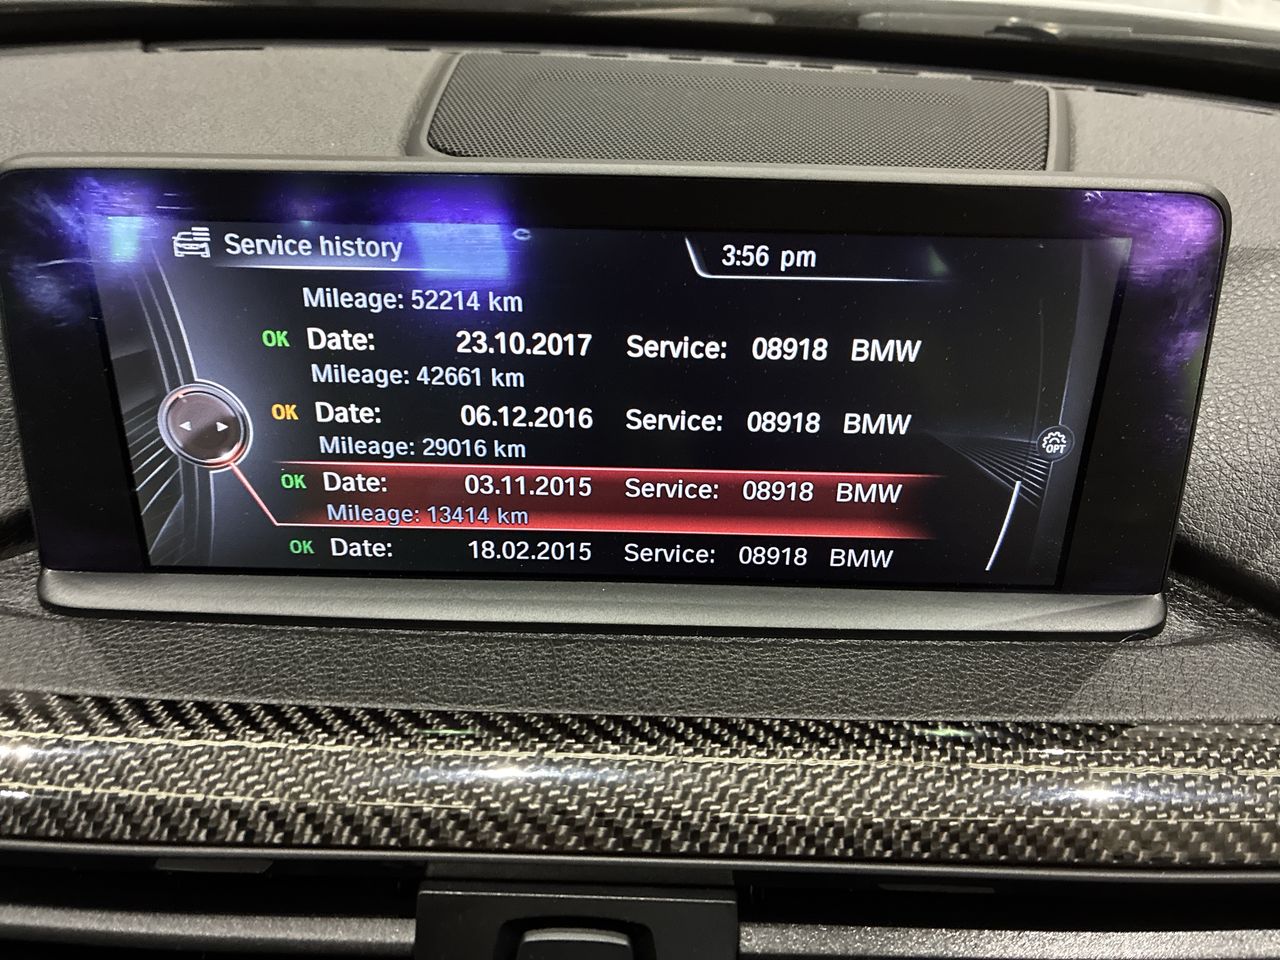 Service history
3:56 pm
Mileage: 52214 km
OK Date: 23.10.2017 Service: 08918 BMW
Mileage: 42661 km
OK Date: 06.12.2016 Service: 08918 BMW
Mileage: 29016 km
OK Date: 03.11.2015 Service: 08918 BMW
Mileage: 13414 km
OK Date: 18.02.2015 Service: 08918 BMW
OPT